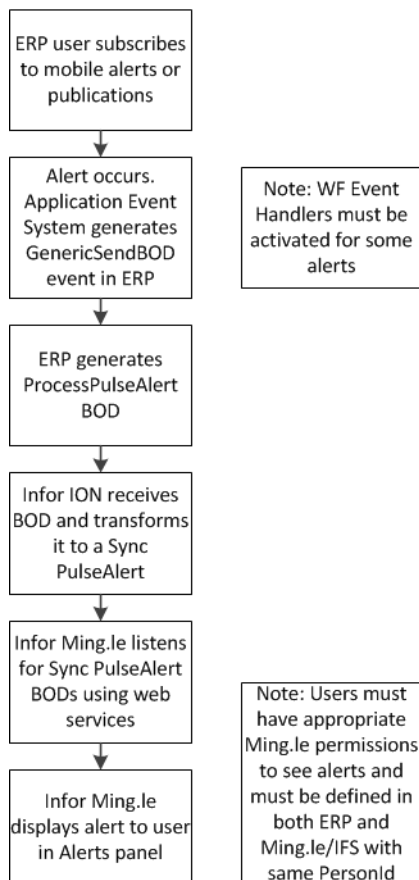 ERP user subscribes
to mobile alerts or
publications
Alert occurs.
Application Event
System generates
GenericSendBOD
event in ERP
Note: WF Event
Handlers must be
activated for some
alerts
ERP generates
ProcessPulseAlert
BOD
Infor ION receives
BOD and transforms
it to a Sync
PulseAlert
Infor Ming.le listens
for Sync PulseAlert
BODs using web
services
Infor Ming.le
displays alert to user
in Alerts panel
Note: Users must
have appropriate
Ming.le permissions
to see alerts and
must be defined in
both ERP and
Ming.le/IFS with
same PersonId